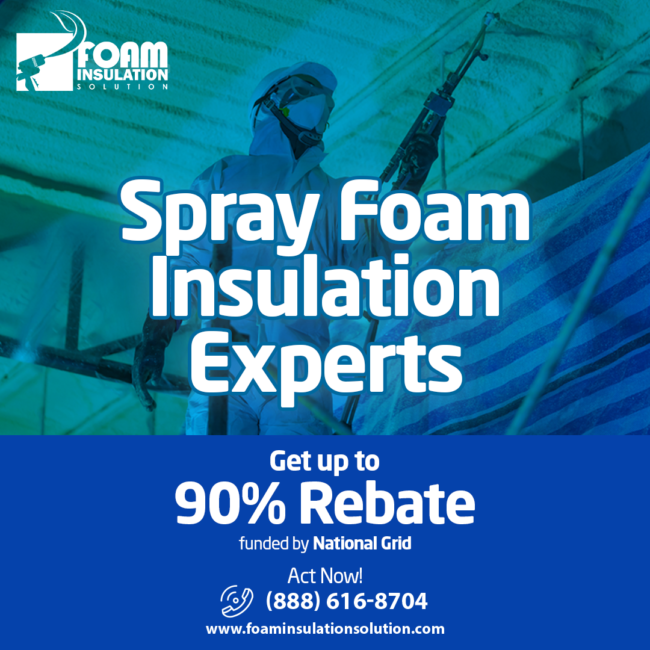 FOAM
INSULATION
SOLUTION
Spray Foam
Insulation
Experts
Get up to
90% Rebate
funded by National Grid
Act Now!
(888) 616-8704
www.foaminsulationsolution.com